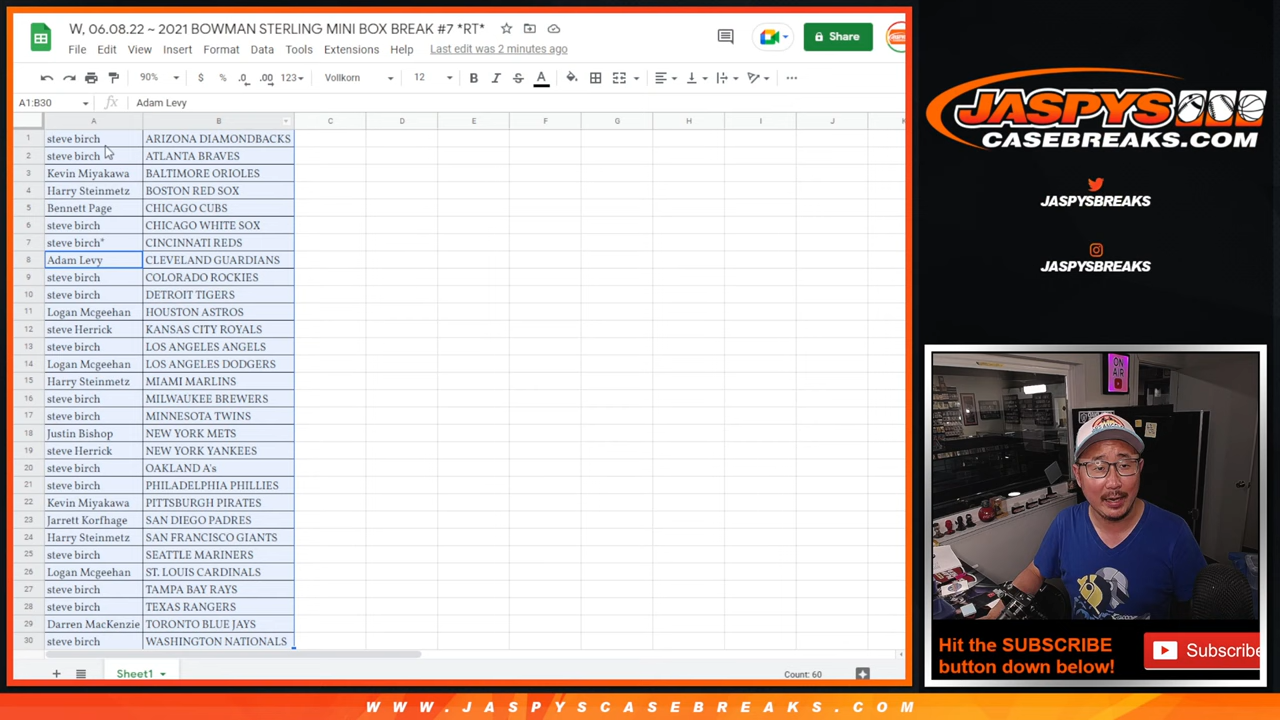 W, 06.08.22 ~ 2021 BOWMAN STERLING MINI BOX BREAK #7 *RT*
File Edit View Insert Format Data Tools Extensions Help Last edit was 2 minutes ago
Share
90% $ % .0 .00 123 Vollkorn 12 B I S A
A1:B30 fx Adam Levy
A B C D E F G H I J
1 steve birch ARIZONA DIAMONDBACKS
2 steve birch ATLANTA BRAVES
3 Kevin Miyakawa BALTIMORE ORIOLES
4 Harry Steinmetz BOSTON RED SOX
5 Bennett Page CHICAGO CUBS
6 steve birch CHICAGO WHITE SOX
7 steve birch* CINCINNATI REDS
8 Adam Levy CLEVELAND GUARDIANS
9 steve birch COLORADO ROCKIES
10 steve birch DETROIT TIGERS
11 Logan Mcgeehan HOUSTON ASTROS
12 steve Herrick KANSAS CITY ROYALS
13 steve birch LOS ANGELES ANGELS
14 Logan Mcgeehan LOS ANGELES DODGERS
15 Harry Steinmetz MIAMI MARLINS
16 steve birch MILWAUKEE BREWERS
17 steve birch MINNESOTA TWINS
18 Justin Bishop NEW YORK METS
19 steve Herrick NEW YORK YANKEES
20 steve birch OAKLAND A's
21 steve birch PHILADELPHIA PHILLIES
22 Kevin Miyakawa PITTSBURGH PIRATES
23 Jarrett Korfhage SAN DIEGO PADRES
24 Harry Steinmetz SAN FRANCISCO GIANTS
25 steve birch SEATTLE MARINERS
26 Logan Mcgeehan ST. LOUIS CARDINALS
27 steve birch TAMPA BAY RAYS
28 steve birch TEXAS RANGERS
29 Darren MacKenzie TORONTO BLUE JAYS
30 steve birch WASHINGTON NATIONALS
Sheet1 Count: 60
JASPYS
CASEBREAKS.COM
JASPYSBREAKS
JASPYSBREAKS
ON AIR
Hit the SUBSCRIBE
button down below!
Subscribe
WWW.JASPYSCASEBREAKS.COM